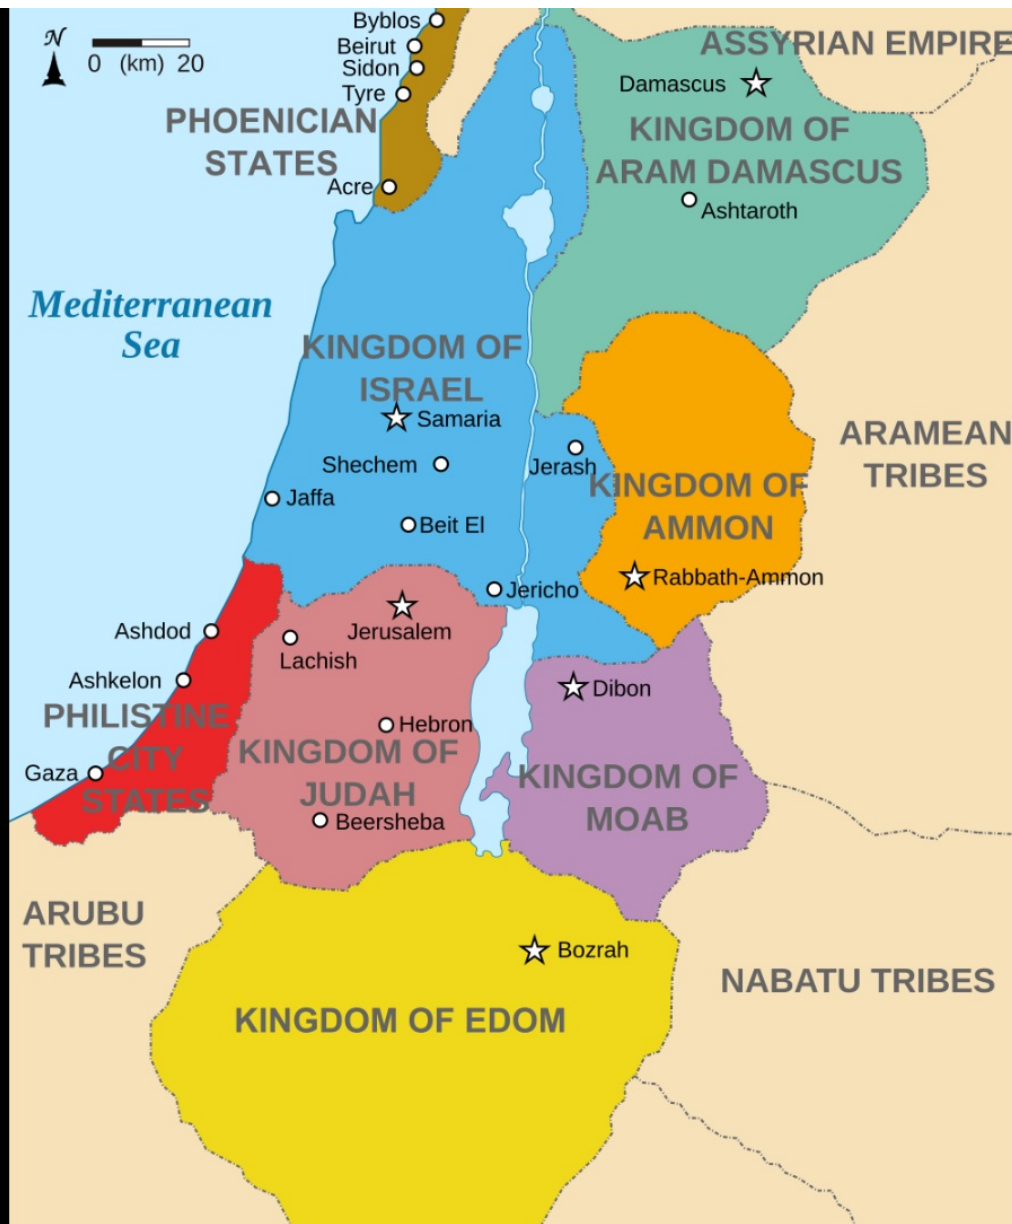 Byblos
N
Beirut
0 (km) 20
Sidon
Tyre
ASSYRIAN EMPIRE
Damascus
PHOENICIAN
STATES
KINGDOM OF
ARAM DAMASCUS
Acre
Ashtaroth
Mediterranean
Sea
KINGDOM OF
ISRAEL
Samaria
Shechem
Jerash
Jaffa
Beit El
ARAMEAN
TRIBES
KINGDOM OF
AMMON
Rabbath-Ammon
Jericho
Jerusalem
Lachish
Ashdod
Ashkelon
Dibon
PHILISTINE
CITY
STATES
Gaza
Hebron
KINGDOM OF
JUDAH
Beersheba
KINGDOM OF
MOAB
ARUBU
TRIBES
Bozrah
NABATU TRIBES
KINGDOM OF EDOM